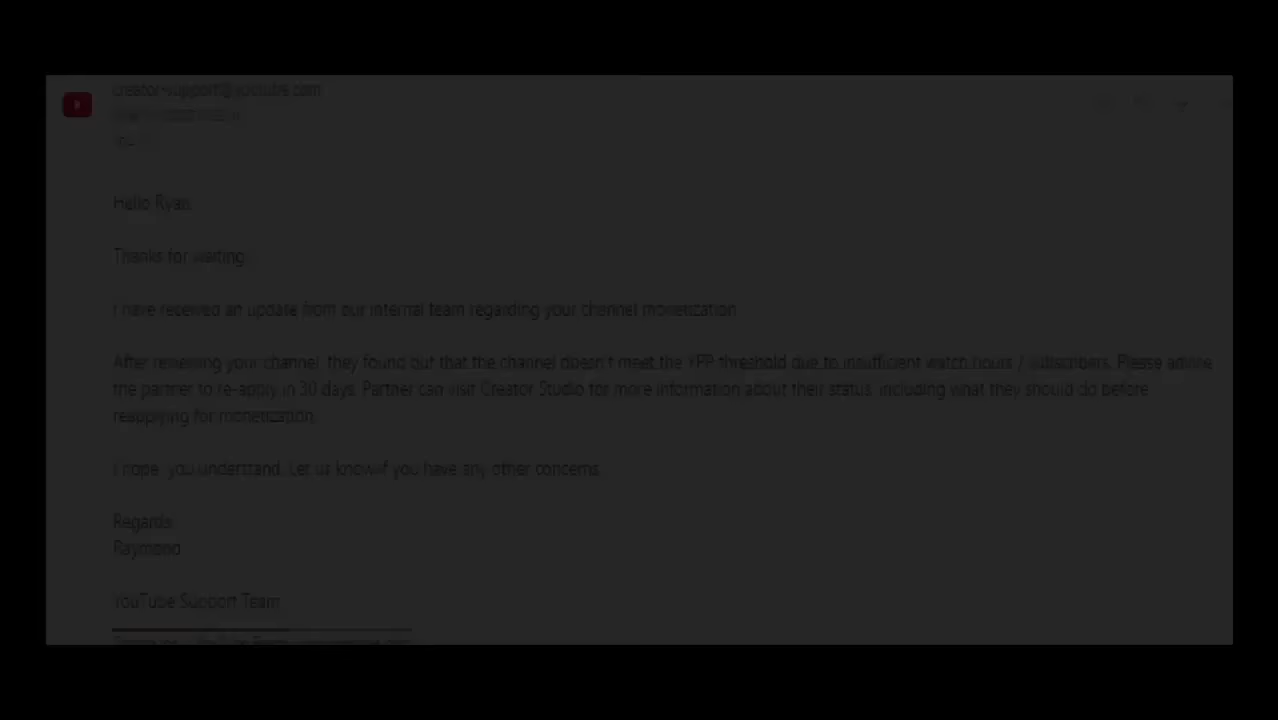 creator-support@youtube.com
Hello Ryan
Thanks for waiting.
I have received an update from our internal team regarding your channel monetization.
After reviewing your channel, they found out that the channel doesn't meet the YPP threshold due to insufficient watch hours / subscribers. Please advise
the partner to re-apply in 30 days. Partner can visit Creator Studio for more information about their status, including what they should do before
reapplying for monetization.
I hope you understand. Let us know if you have any other concerns.
Regards
Raymond
YouTube Support Team